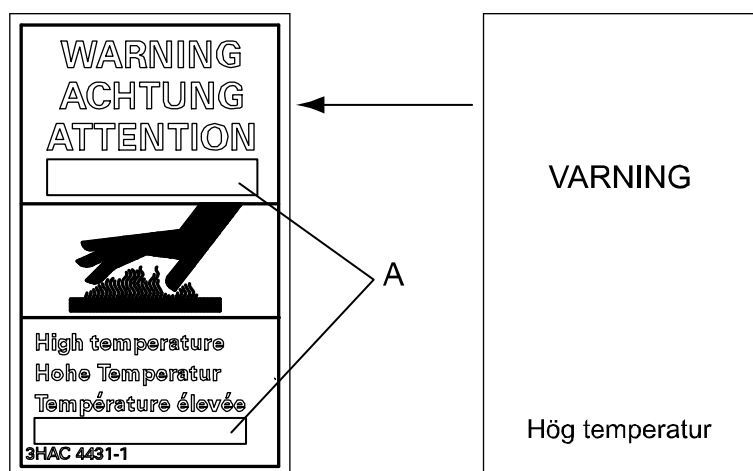 WARNING
ACHTUNG
ATTENTION
High temperature
Hohe Temperatur
Température élevée
3HAC 4431-1
A
VARNING
Hög temperatur